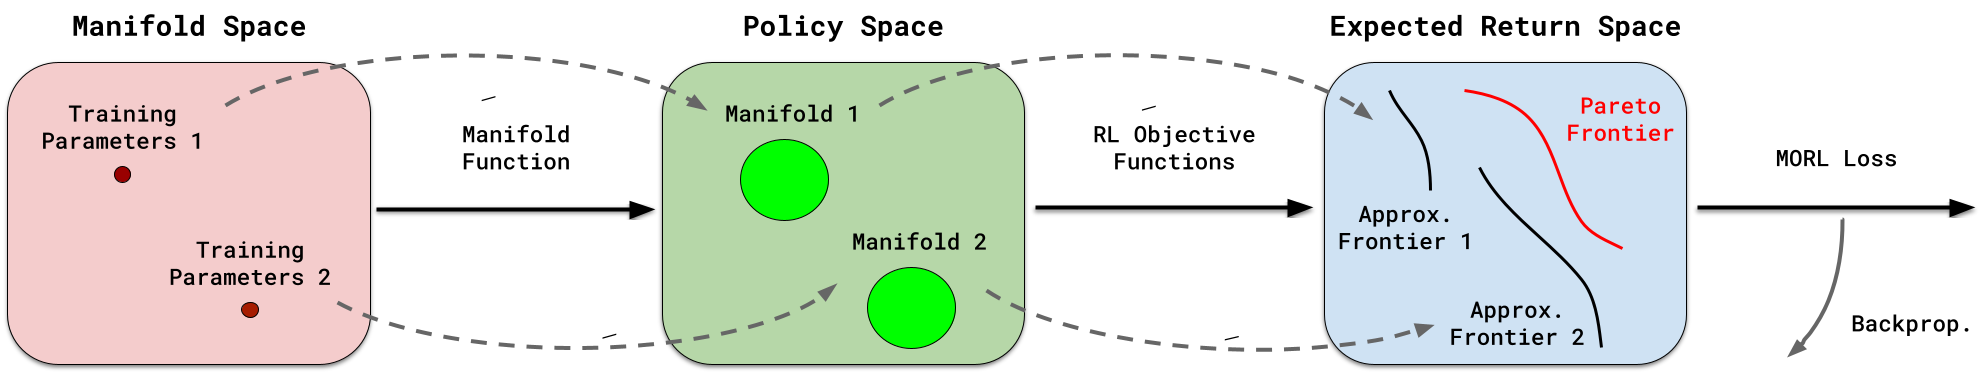 Manifold Space
Policy Space
Expected Return Space
Training
Parameters 1
Training
Parameters 2
Manifold
Function
Manifold 1
Manifold 2
RL Objective
Functions
Pareto
Frontier
Approx.
Frontier 1
Approx.
Frontier 2
MORL Loss
Backprop.